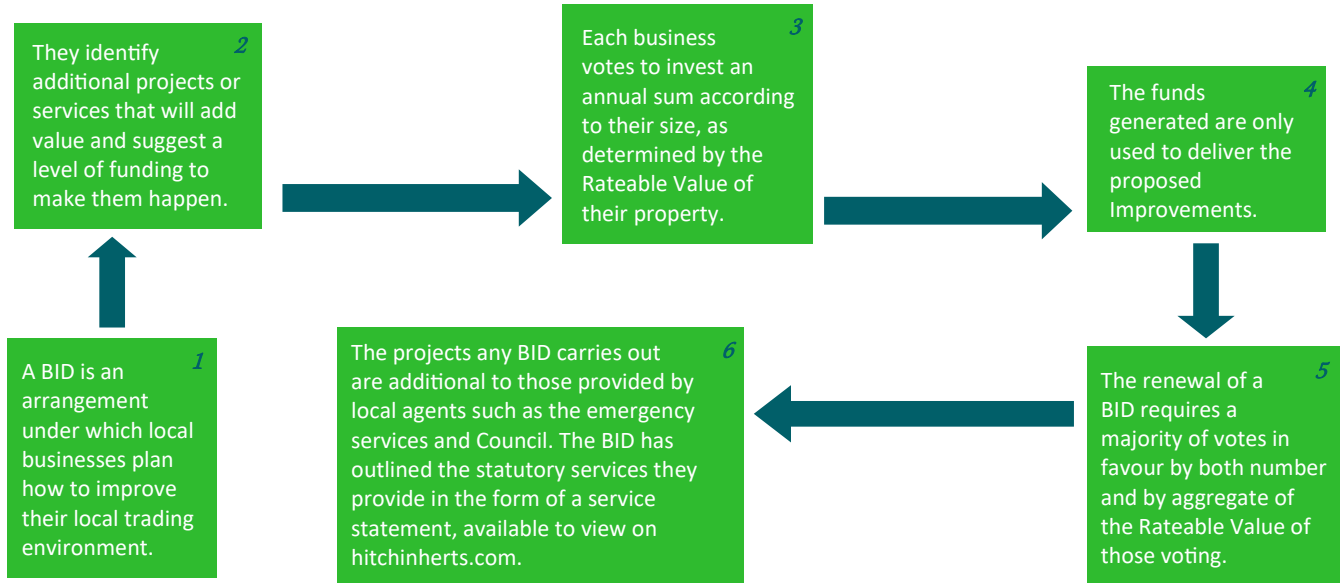 1
A BID is an
arrangement
under which local
businesses plan
how to improve
their local trading
environment.
2
They identify
additional projects or
services that will add
value and suggest a
level of funding to
make them happen.
3
Each business
votes to invest an
annual sum according
to their size, as
determined by the
Rateable Value of
their property.
4
The funds
generated are only
used to deliver the
proposed
Improvements.
5
The renewal of a
BID requires a
majority of votes in
favour by both number
and by aggregate of
the Rateable Value of
those voting.
6
The projects any BID carries out
are additional to those provided by
local agents such as the emergency
services and Council. The BID has
outlined the statutory services they
provide in the form of a service
statement, available to view on
hitchinherts.com.